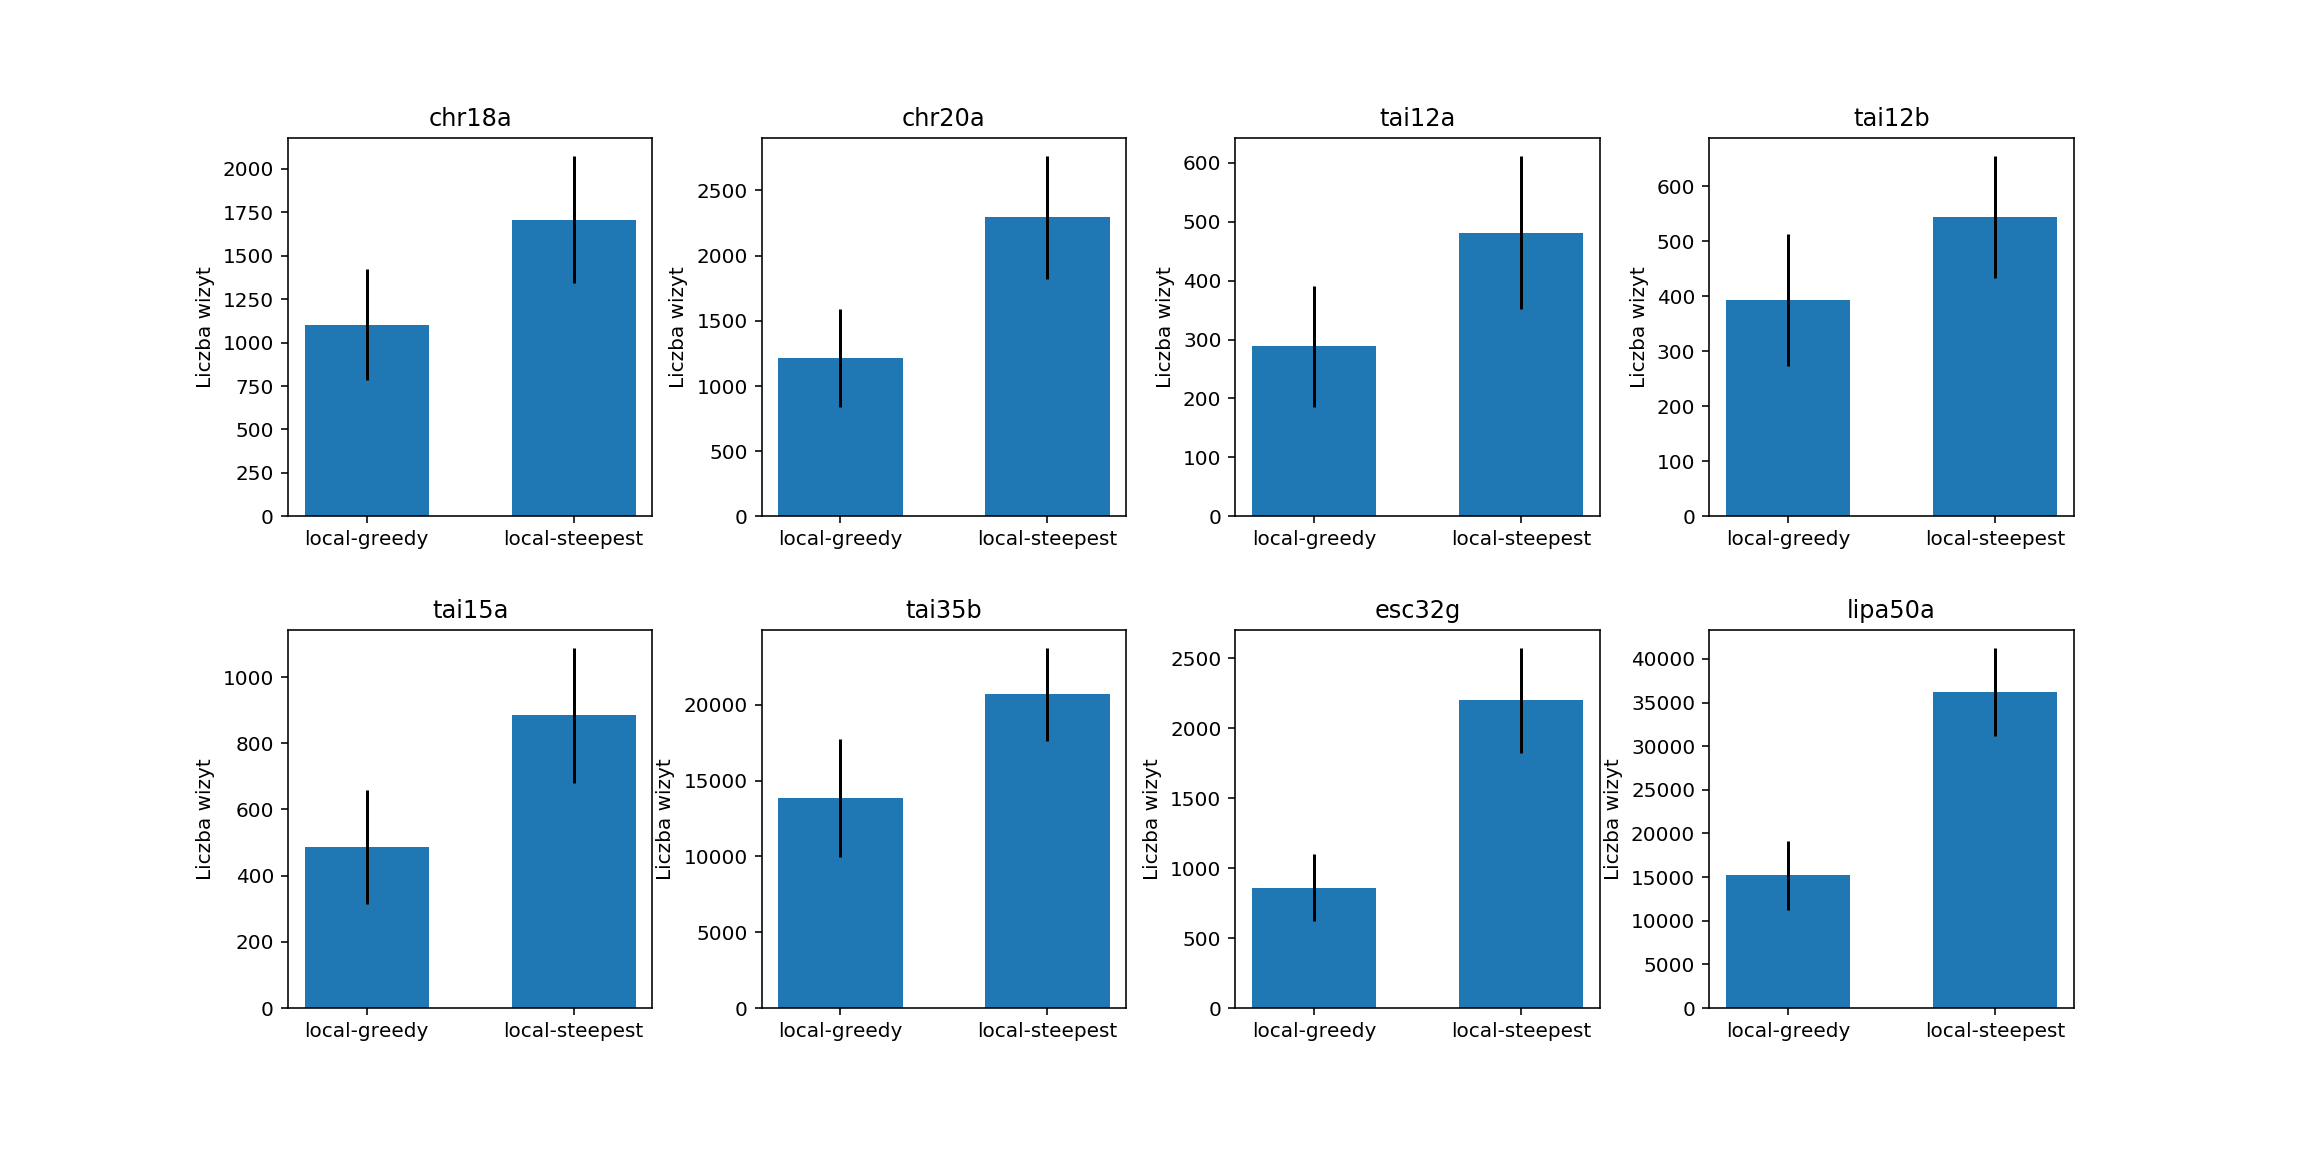 chr18a
Liczba wizyt
2000
1750
1500
1250
1000
750
500
250
0
local-greedy local-steepest
chr20a
Liczba wizyt
2500
2000
1500
1000
500
0
local-greedy local-steepest
tai12a
Liczba wizyt
600
500
400
300
200
100
0
local-greedy local-steepest
tai12b
Liczba wizyt
600
500
400
300
200
100
0
local-greedy local-steepest
tai15a
Liczba wizyt
1000
800
600
400
200
0
local-greedy local-steepest
tai35b
Liczba wizyt
20000
15000
10000
5000
0
local-greedy local-steepest
esc32g
Liczba wizyt
2500
2000
1500
1000
500
0
local-greedy local-steepest
lipa50a
Liczba wizyt
40000
35000
30000
25000
20000
15000
10000
5000
0
local-greedy local-steepest